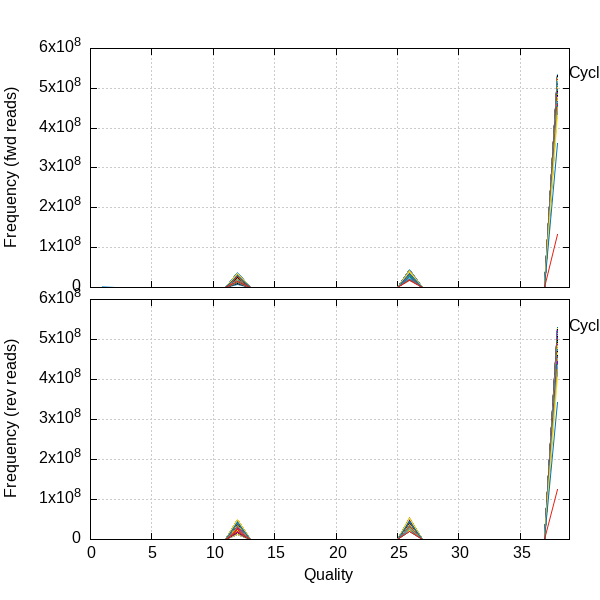 6x10^8
5x10^8
4x10^8
3x10^8
2x10^8
1x10^8
0
Frequency (fwd reads)
Cycl
6x10^8
5x10^8
4x10^8
3x10^8
2x10^8
1x10^8
0
Frequency (rev reads)
Cycl
0 5 10 15 20 25 30 35
Quality